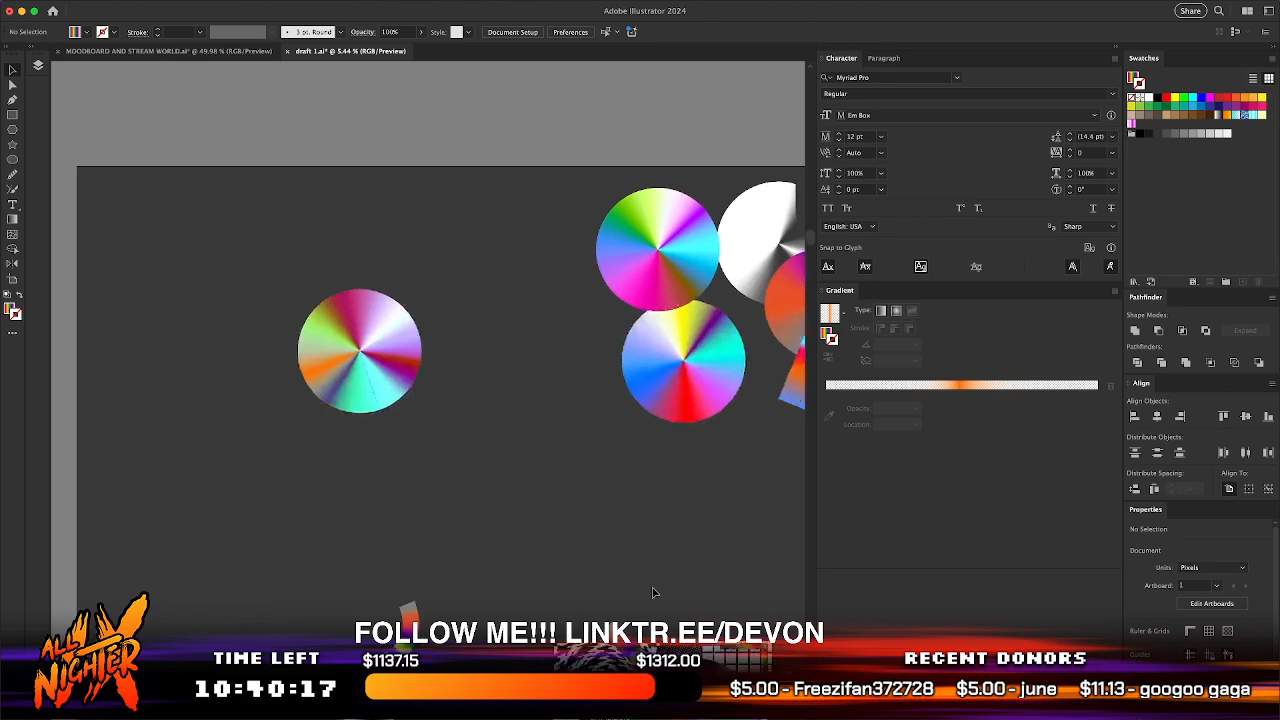 Adobe Illustrator 2024
Share
No Selection
Stroke:
3 pt. Round
Opacity:
100%
Style:
Document Setup
Preferences
× MOODBOARD AND STREAM WORLD.ai* @ 49.98 % (RGB/Preview)
× draft 1.ai* @ 5.44 % (RGB/Preview)
Character
Paragraph
Myriad Pro
Regular
Em Box
12 pt
(14.4 pt)
Auto
0
100%
100%
0 pt
0°
English: USA
Sharp
Snap to Glyph
Gradient
Type:
Stroke:
Opacity:
Location:
Swatches
Pathfinder
Shape Modes:
Expand
Pathfinders:
Align
Align Objects:
Distribute Objects:
Distribute Spacing:
Align To:
Properties
No Selection
Document
Units:
Pixels
Artboard:
1
Edit Artboards
Ruler & Grids
Guides
FOLLOW ME!!! LINKTR.EE/DEVON
ALL NIGHTER
TIME LEFT
10:40:17
$1137.15
$1312.00
RECENT DONORS
$5.00 - Freezifan372728
$5.00 - june
$11.13 - googoo gaga